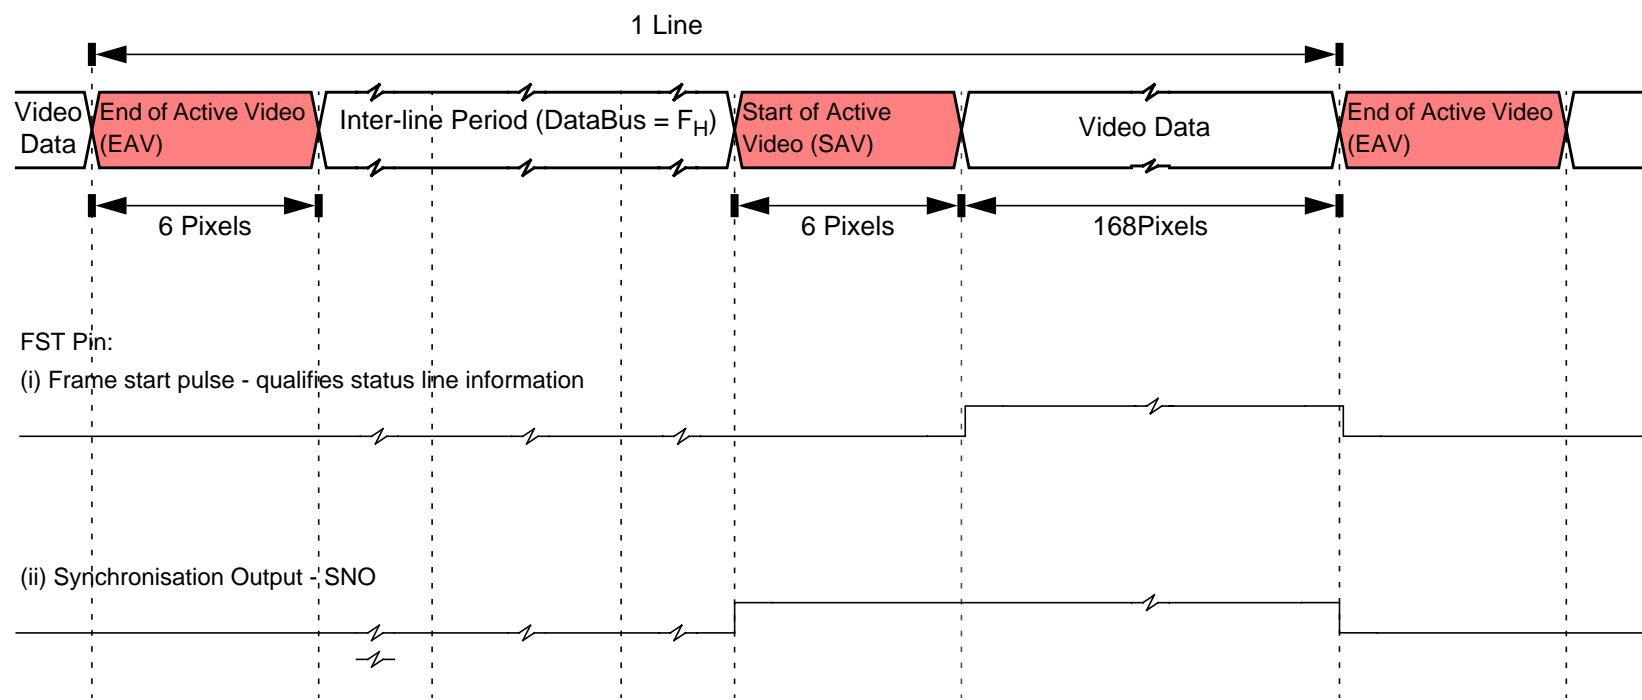 1 Line
Video
Data
End of Active Video
(EAV)
Inter-line Period (DataBus = FH)
Start of Active
Video (SAV)
Video Data
End of Active Video
(EAV)
6 Pixels
6 Pixels
168Pixels
FST Pin:
(i) Frame start pulse - qualifies status line information
(ii) Synchronisation Output - SNO